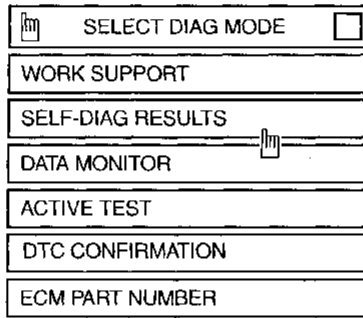 SELECT DIAG MODE
WORK SUPPORT
SELF-DIAG RESULTS
DATA MONITOR
ACTIVE TEST
DTC CONFIRMATION
ECM PART NUMBER